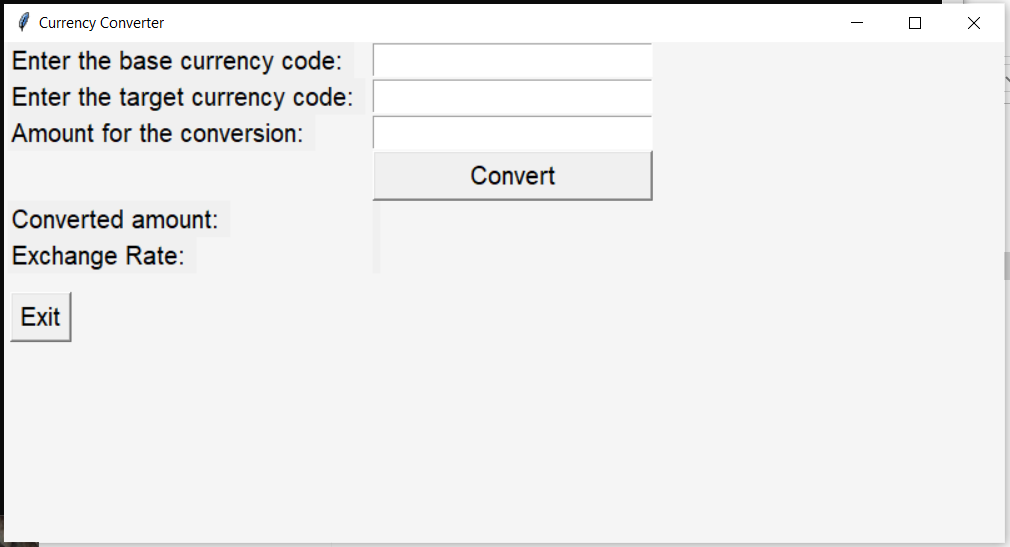 Currency Converter
Enter the base currency code:
Enter the target currency code:
Amount for the conversion:
Convert
Converted amount:
Exchange Rate:
Exit